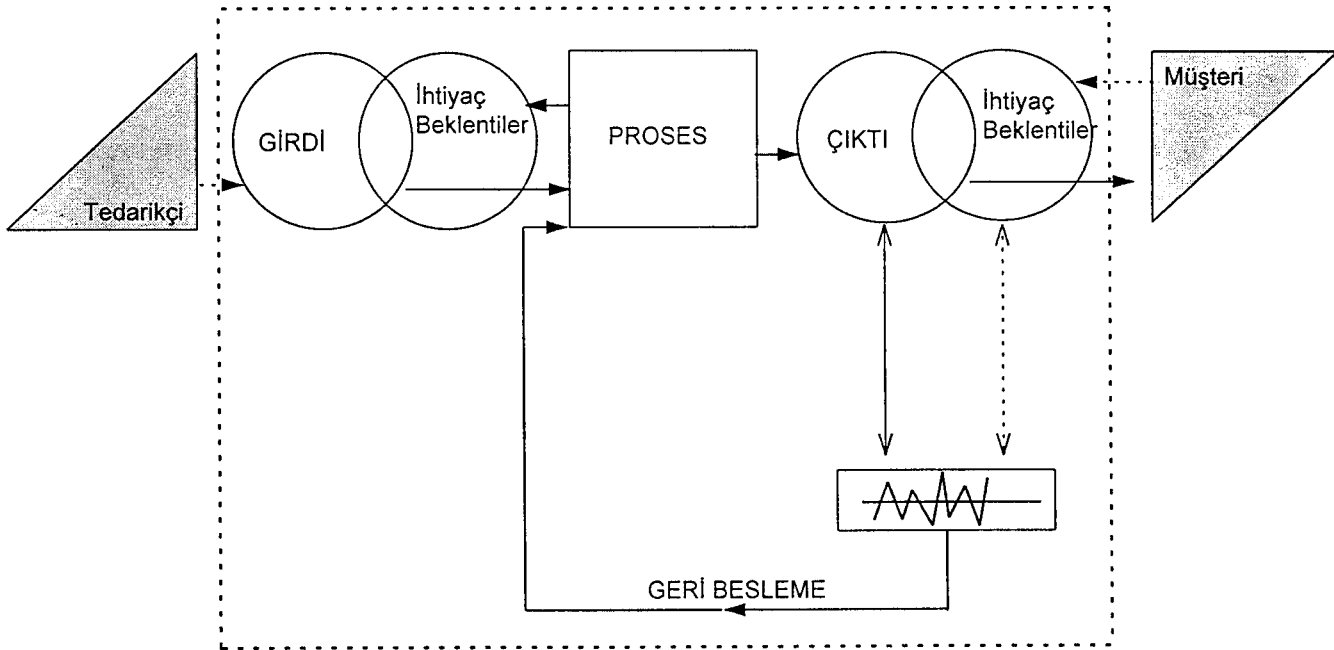 Tedarikçi
GİRDİ
İhtiyaç
Beklentiler
PROSES
ÇIKTI
İhtiyaç
Beklentiler
Müşteri
GERİ BESLEME